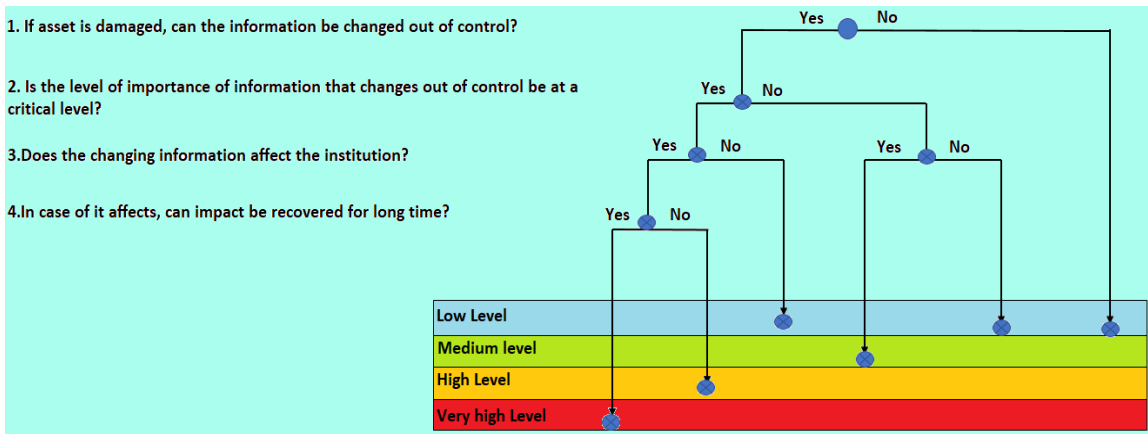 1. If asset is damaged, can the information be changed out of control?
Yes No
2. Is the level of importance of information that changes out of control be at a
critical level?
Yes No
3.Does the changing information affect the institution?
Yes No Yes No
4.In case of it affects, can impact be recovered for long time?
Yes No
Low Level
Medium level
High Level
Very high Level